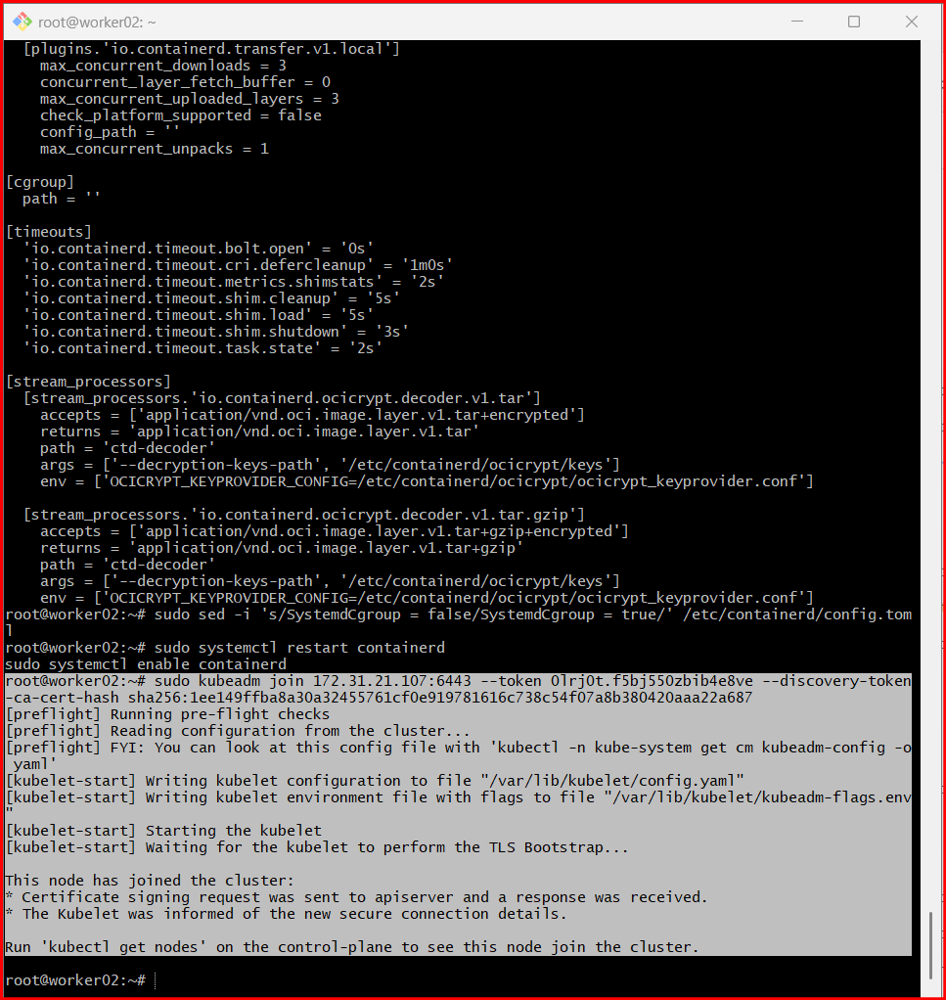 root@worker02: ~
[plugins.'io.containerd.transfer.v1.local']
max_concurrent_downloads = 3
concurrent_layer_fetch_buffer = 0
max_concurrent_uploaded_layers = 3
check_platform_supported = false
config_path = ''
max_concurrent_unpacks = 1
[cgroup]
path = ''
[timeouts]
'io.containerd.timeout.bolt.open' = '0s'
'io.containerd.timeout.cri.defercleanup' = '1m0s'
'io.containerd.timeout.metrics.shimstats' = '2s'
'io.containerd.timeout.shim.cleanup' = '5s'
'io.containerd.timeout.shim.load' = '5s'
'io.containerd.timeout.shim.shutdown' = '3s'
'io.containerd.timeout.task.state' = '2s'
[stream_processors]
[stream_processors.'io.containerd.ocicrypt.decoder.v1.tar']
accepts = ['application/vnd.oci.image.layer.v1.tar+encrypted']
returns = 'application/vnd.oci.image.layer.v1.tar'
path = 'ctd-decoder'
args = ['--decryption-keys-path', '/etc/containerd/ocicrypt/keys']
env = ['OCICRYPT_KEYPROVIDER_CONFIG=/etc/containerd/ocicrypt/ocicrypt_keyprovider.conf']
[stream_processors.'io.containerd.ocicrypt.decoder.v1.tar.gzip']
accepts = ['application/vnd.oci.image.layer.v1.tar+gzip+encrypted']
returns = 'application/vnd.oci.image.layer.v1.tar+gzip'
path = 'ctd-decoder'
args = ['--decryption-keys-path', '/etc/containerd/ocicrypt/keys']
env = ['OCICRYPT_KEYPROVIDER_CONFIG=/etc/containerd/ocicrypt/ocicrypt_keyprovider.conf']
root@worker02:~# sudo sed -i 's/SystemdCgroup = false/SystemdCgroup = true/' /etc/containerd/config.tom
l
root@worker02:~# sudo systemctl restart containerd
sudo systemctl enable containerd
root@worker02:~# sudo kubeadm join 172.31.21.107:6443 --token 0lrj0t.f5bj550zbib4e8ve --discovery-token
-ca-cert-hash sha256:1ee149ffba8a30a32455761cf0e919781616c738c54f07a8b380420aaa22a687
[preflight] Running pre-flight checks
[preflight] Reading configuration from the cluster...
[preflight] FYI: You can look at this config file with 'kubectl -n kube-system get cm kubeadm-config -o
yaml'
[kubelet-start] Writing kubelet configuration to file "/var/lib/kubelet/config.yaml"
[kubelet-start] Writing kubelet environment file with flags to file "/var/lib/kubelet/kubeadm-flags.env
"
[kubelet-start] Starting the kubelet
[kubelet-start] Waiting for the kubelet to perform the TLS Bootstrap...
This node has joined the cluster:
* Certificate signing request was sent to apiserver and a response was received.
* The Kubelet was informed of the new secure connection details.
Run 'kubectl get nodes' on the control-plane to see this node join the cluster.
root@worker02:~#